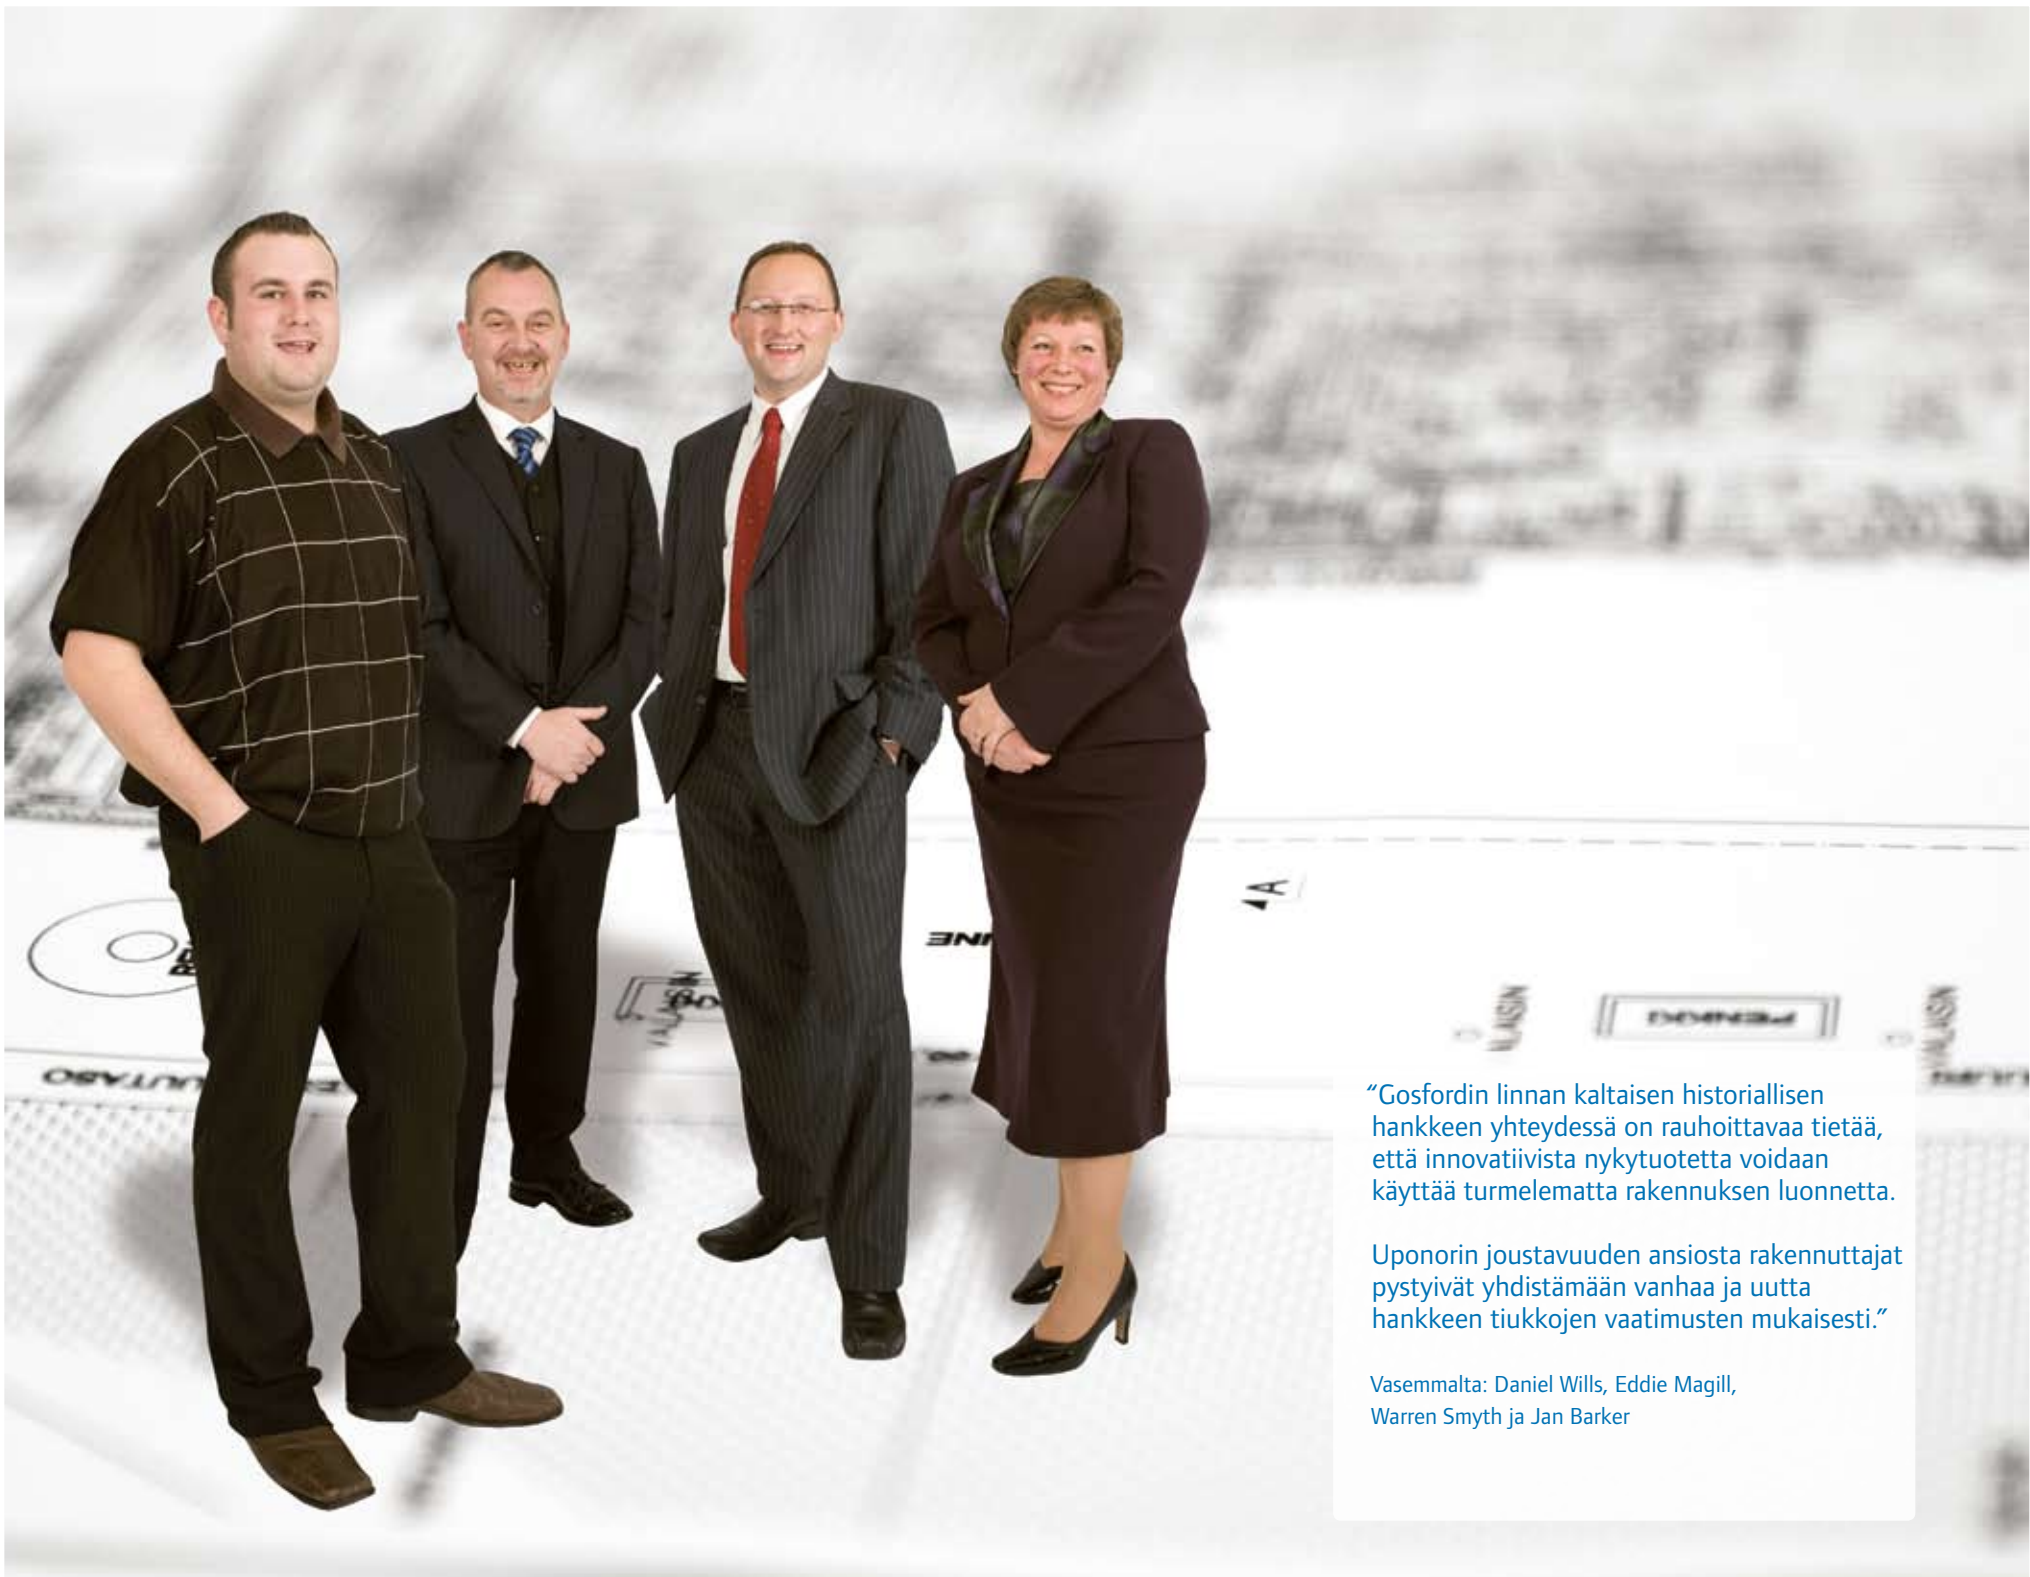 A
PENKKI
VALAISIN
“Gosfordin linnan kaltaisen historiallisen
hankkeen yhteydessä on rauhoittavaa tietää,
että innovatiivista nykytuotetta voidaan
käyttää turmelematta rakennuksen luonnetta.
Uponorin joustavuuden ansiosta rakennuttajat
pystyivät yhdistämään vanhaa ja uutta
hankkeen tiukkojen vaatimusten mukaisesti.”
Vasemmalta: Daniel Wills, Eddie Magill,
Warren Smyth ja Jan Barker